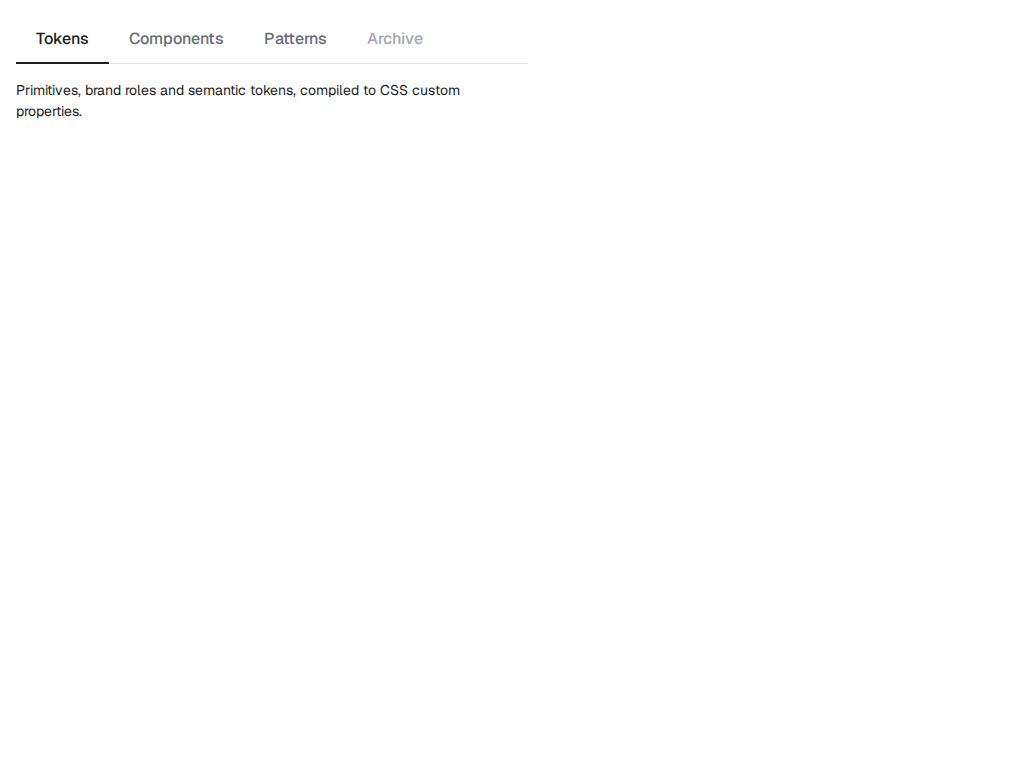 Tokens
Components
Patterns
Archive
Primitives, brand roles and semantic tokens, compiled to CSS custom
properties.